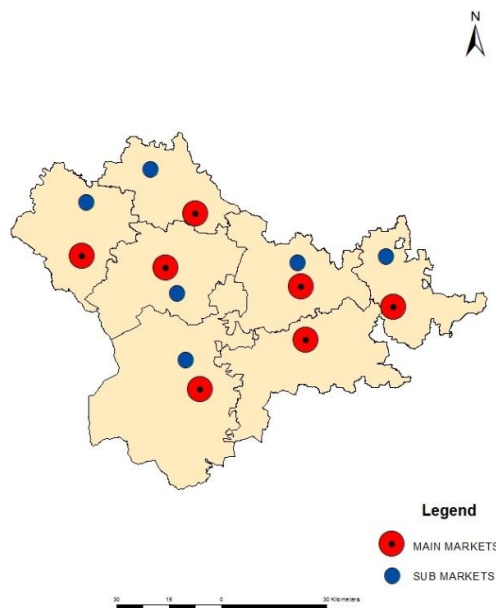 N
Legend
MAIN MARKETS
SUB MARKETS
30 15 0 30 Kilometers